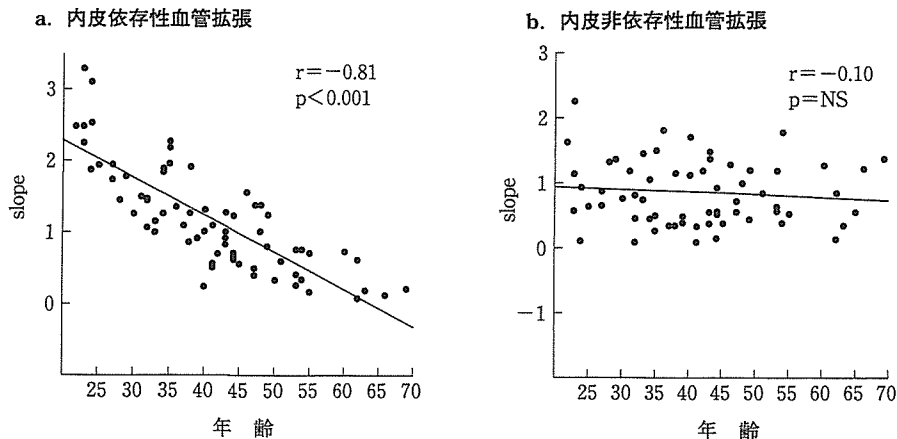 a. 内皮依存性血管拡張
r=−0.81
p<0.001
slope
3
2
1
0
25 30 35 40 45 50 55 60 65 70
年 齢
b. 内皮非依存性血管拡張
r=−0.10
p=NS
slope
3
2
1
0
−1
25 30 35 40 45 50 55 60 65 70
年 齢